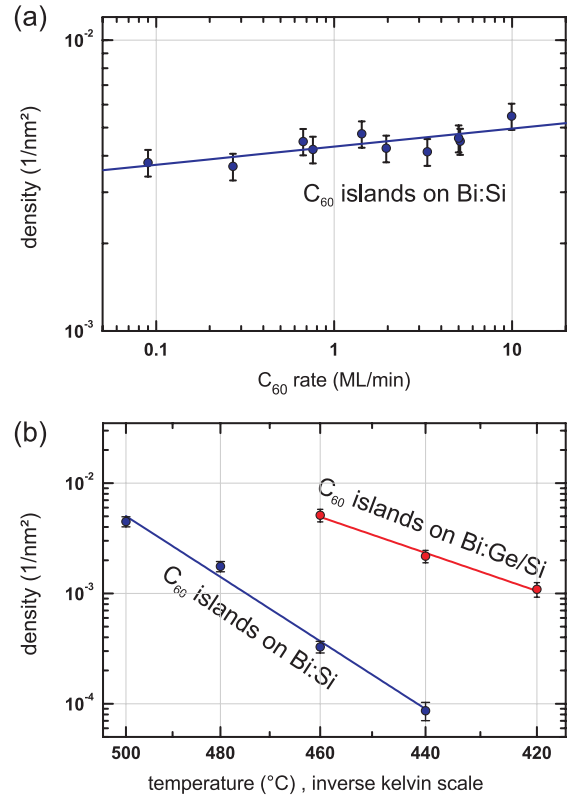 (a)
10⁻²
density (1/nm²)
C₆₀ islands on Bi:Si
10⁻³
0.1 1 10
C₆₀ rate (ML/min)
(b)
10⁻²
C₆₀ islands on Bi:Ge/Si
density (1/nm²)
10⁻³
C₆₀ islands on Bi:Si
10⁻⁴
500 480 460 440 420
temperature (°C) , inverse kelvin scale